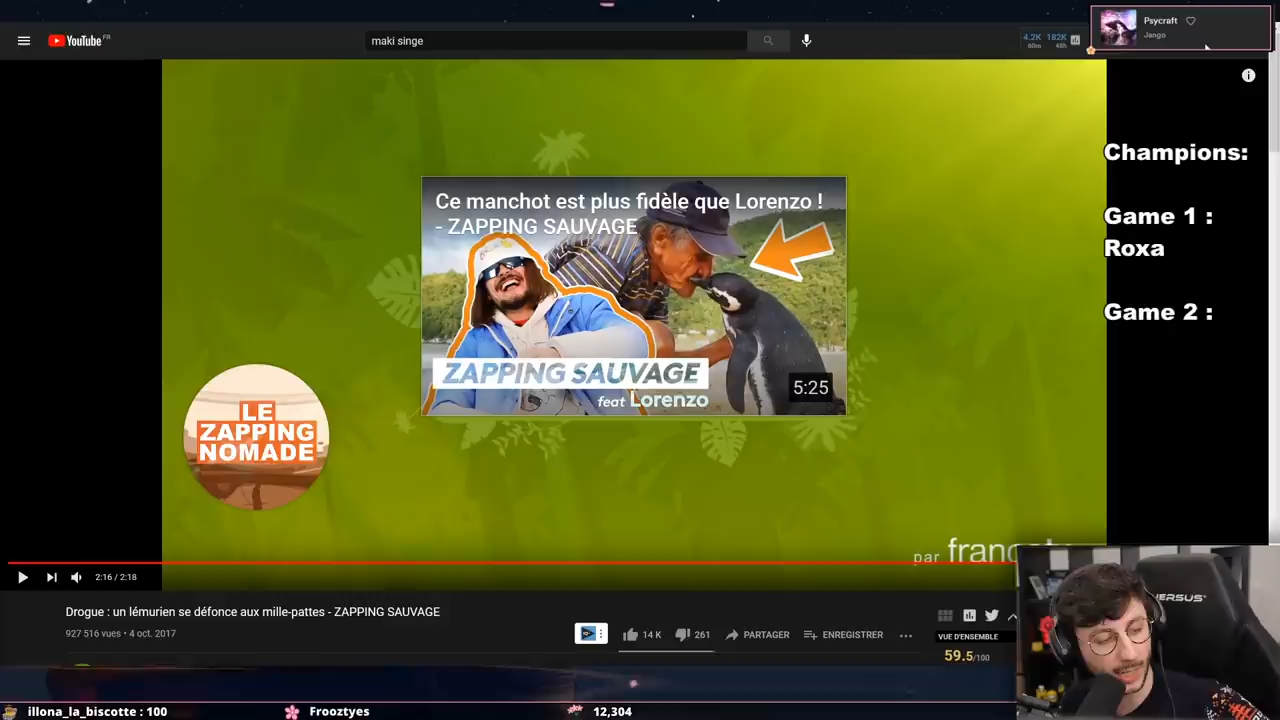 YouTube FR
maki singe
4.2K 182K
60m 48h
Psycraft
Jango
Champions:
Game 1 :
Roxa
Game 2 :
Ce manchot est plus fidèle que Lorenzo !
- ZAPPING SAUVAGE
ZAPPING SAUVAGE
feat Lorenzo
5:25
LE
ZAPPING
NOMADE
par
2:16 / 2:18
Drogue : un lémurien se défonce aux mille-pattes - ZAPPING SAUVAGE
927 516 vues • 4 oct. 2017
14 K
261
PARTAGER
ENREGISTRER
VUE D'ENSEMBLE
59.5/100
illona_la_biscotte : 100
Frooztyes
12,304